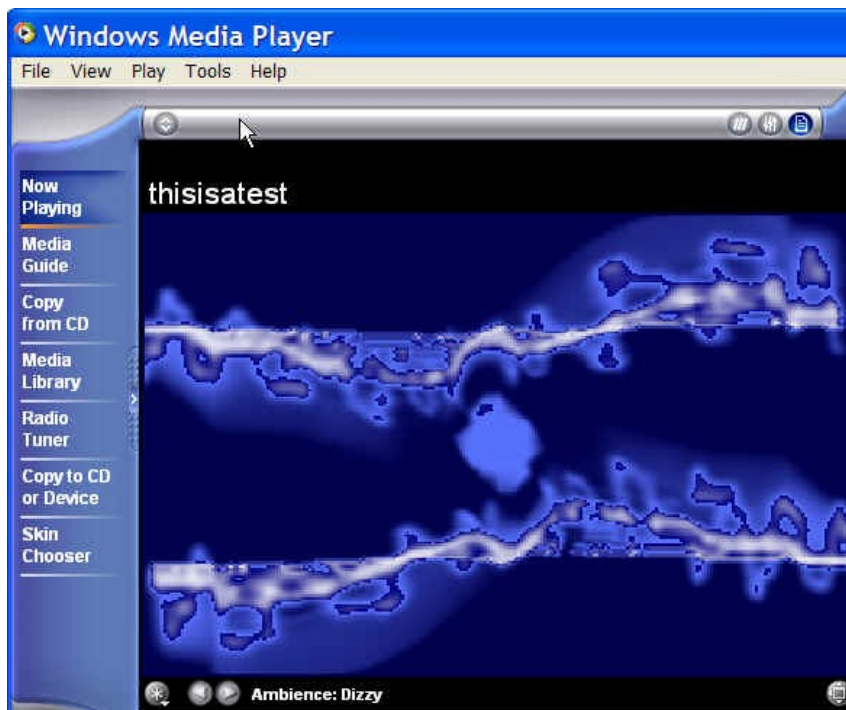 Windows Media Player
File View Play Tools Help
thisisatest
Now
Playing
Media
Guide
Copy
from CD
Media
Library
Radio
Tuner
Copy to CD
or Device
Skin
Chooser
Ambience: Dizzy